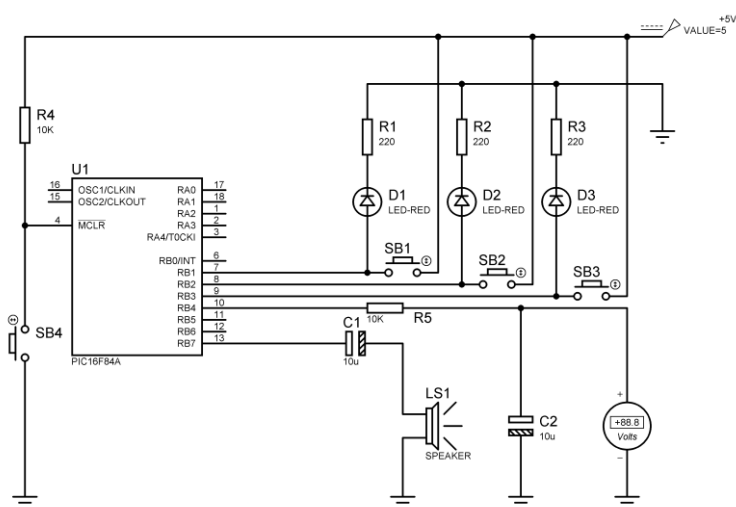 +5V
VALUE=5
R4
10K
R1
220
R2
220
R3
220
U1
16 OSC1/CLKIN RA0 17
15 OSC2/CLKOUT RA1 18
RA2 1
4 MCLR RA3 2
RA4/T0CKI 3
RB0/INT 6
RB1 7
RB2 8
RB3 9
RB4 10
RB5 11
RB6 12
RB7 13
PIC16F84A
D1
LED-RED
D2
LED-RED
D3
LED-RED
SB1
SB2
SB3
SB4
10K R5
C1
10u
LS1
SPEAKER
C2
10u
+
+88.8
Volts
−